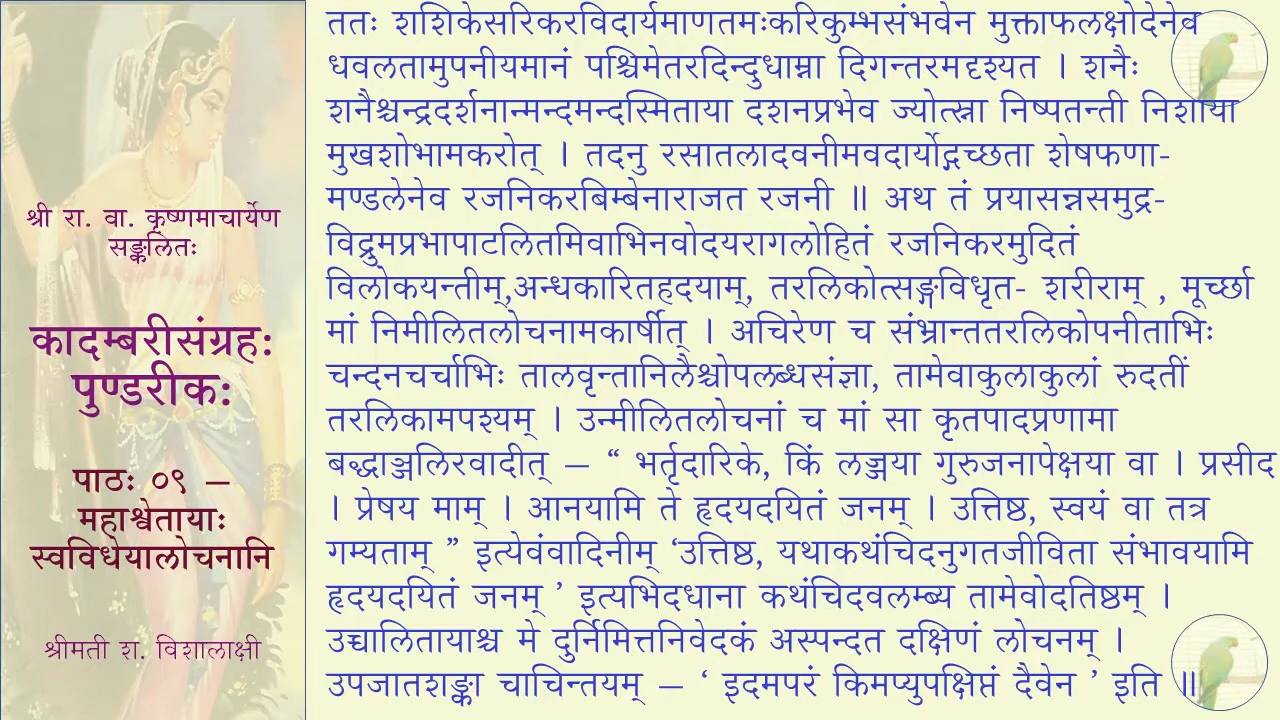 श्री रा. वा. कृष्णमाचार्येण
सङ्कलितः
कादम्बरीसंग्रहः
पुण्डरीकः
पाठः ०९ –
महाश्वेतायाः
स्वविधेयालोचनानि
श्रीमती श. विशालाक्षी
ततः शशिकेसरिकरविदार्यमाणतमःकरिकुम्भसंभवेन मुक्ताफलक्षोदेनेव
धवलतामुपनीयमानं पश्चिमेतरदिन्दुधाम्ना दिगन्तरमदृश्यत । शनैः
शनैश्चन्द्रदर्शनान्मन्दमन्दस्मिताया दशनप्रभेव ज्योत्स्ना निष्पतन्ती निशाया
मुखशोभामकरोत् । तदनु रसातलादवनीमवदार्योद्गच्छता शेषफणा-
मण्डलेनेव रजनिकरबिम्बेनाराजत रजनी ॥ अथ तं प्रयासन्नसमुद्र-
विद्रुमप्रभापाटलितमिवाभिनवोदयरागलोहितं रजनिकरमुदितं
विलोकयन्तीम्,अन्धकारितहृदयाम्, तरलिकोत्सङ्गविधृत- शरीराम् , मूर्च्छा
मां निमीलितलोचनामकार्षीत् । अचिरेण च संभ्रान्ततरलिकोपनीताभिः
चन्दनचर्चाभिः तालवृन्तानिलैश्चोपलब्धसंज्ञा, तामेवाकुलाकुलां रुदतीं
तरलिकामपश्यम् । उन्मीलितलोचनां च मां सा कृतपादप्रणामा
बद्धाञ्जलिरवादीत् – “ भर्तृदारिके, किं लज्जया गुरुजनापेक्षया वा । प्रसीद
। प्रेषय माम् । आनयामि ते हृदयदयितं जनम् । उत्तिष्ठ, स्वयं वा तत्र
गम्यताम् ” इत्येवंवादिनीम् ‘उत्तिष्ठ, यथाकथंचिदनुगतजीविता संभावयामि
हृदयदयितं जनम् ’ इत्यभिदधाना कथंचिदवलम्ब्य तामेवोदतिष्ठम् ।
उच्चालितायाश्च मे दुर्निमित्तनिवेदकं अस्पन्दत दक्षिणं लोचनम् ।
उपजातशङ्का चाचिन्तयम् – ‘ इदमपरं किमप्युपक्षिप्तं दैवेन ’ इति ॥